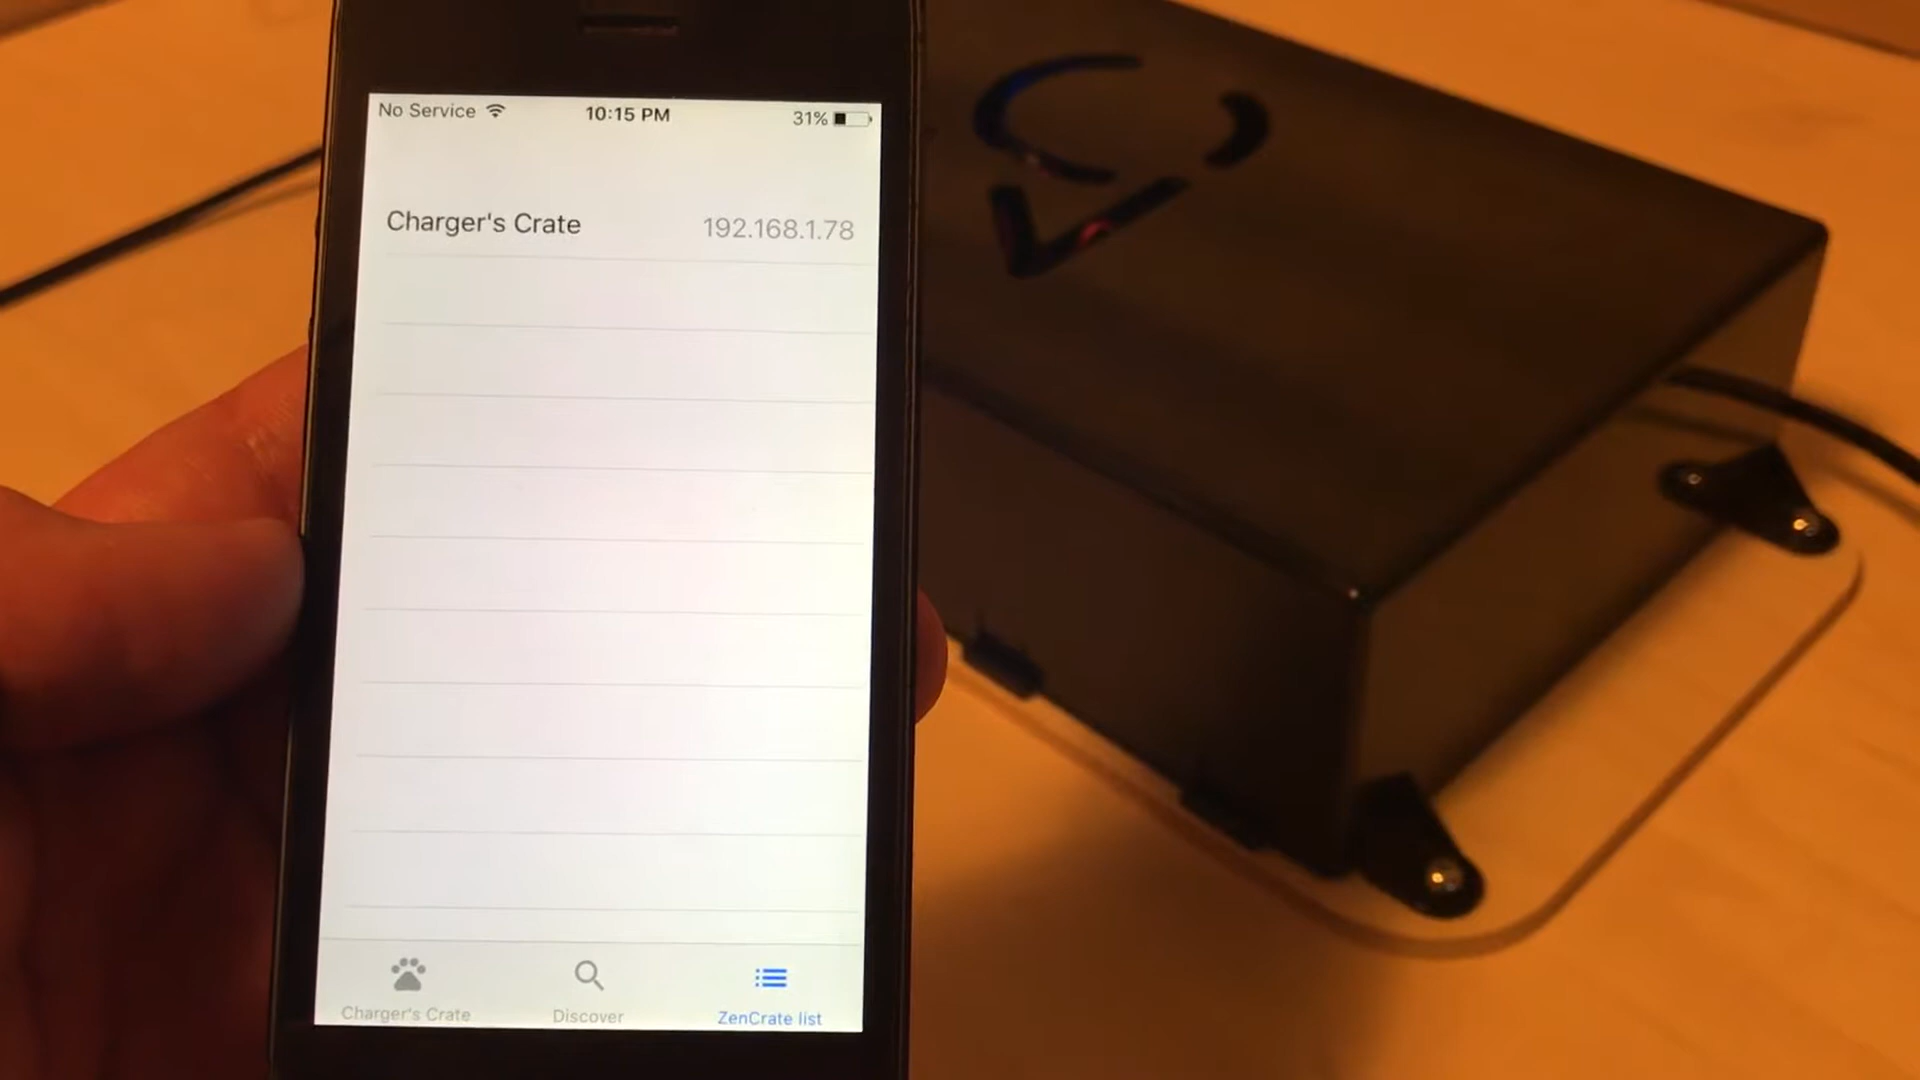 No Service 10:15 PM 31%
Charger's Crate 192.168.1.78
Charger's Crate Discover ZenCrate list